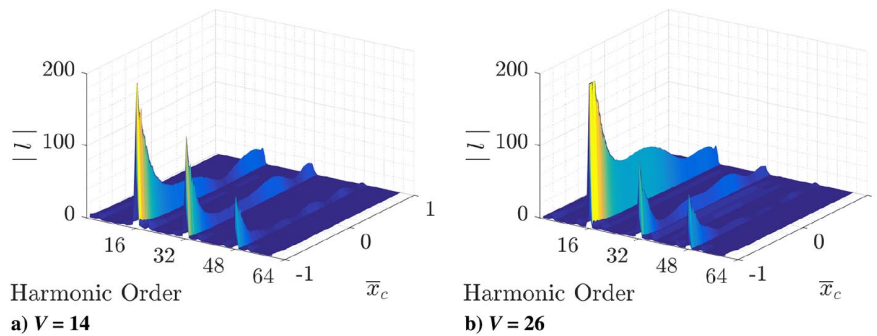 200
100
0
| l |
16
32
48
64
-1
0
1
Harmonic Order
x̅c
a) V = 14
200
100
0
| l |
16
32
48
64
-1
0
1
Harmonic Order
x̅c
b) V = 26